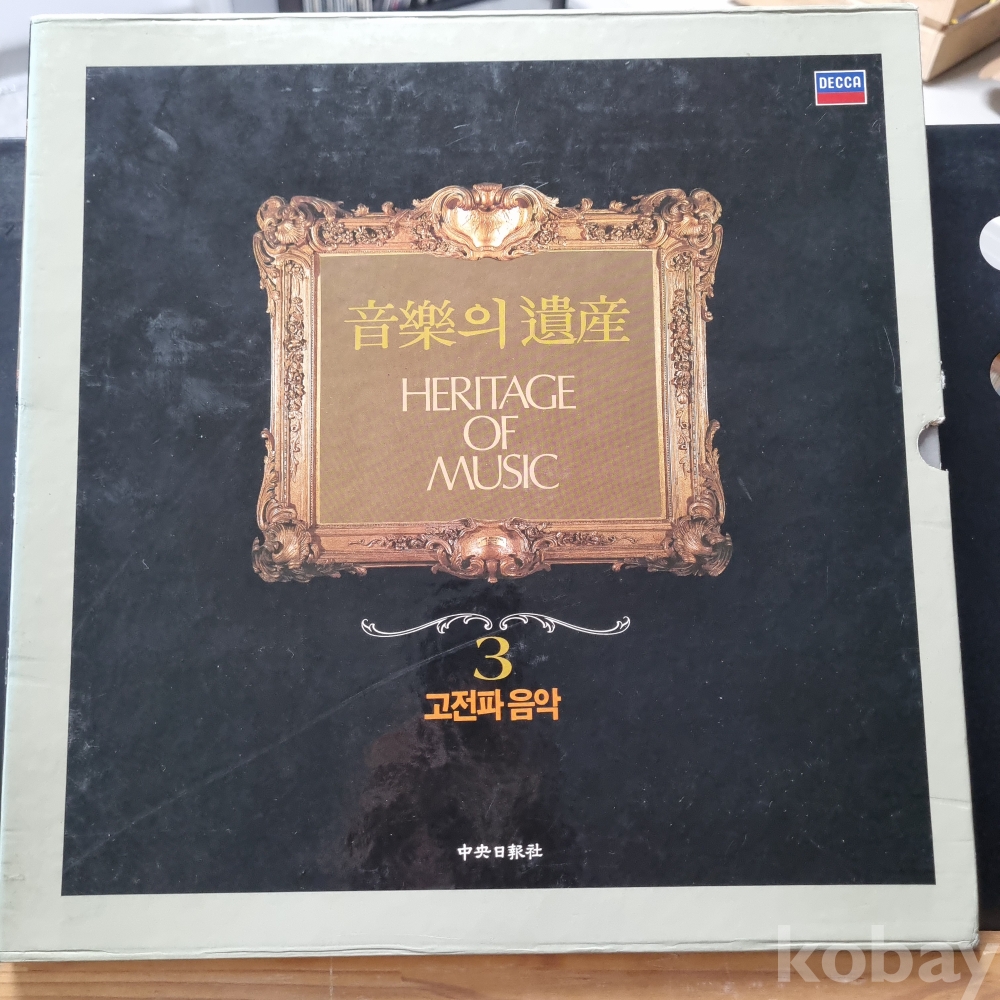 DECCA
音樂의 遺産
HERITAGE
OF
MUSIC
3
고전파 음악
中央日報社
kobay